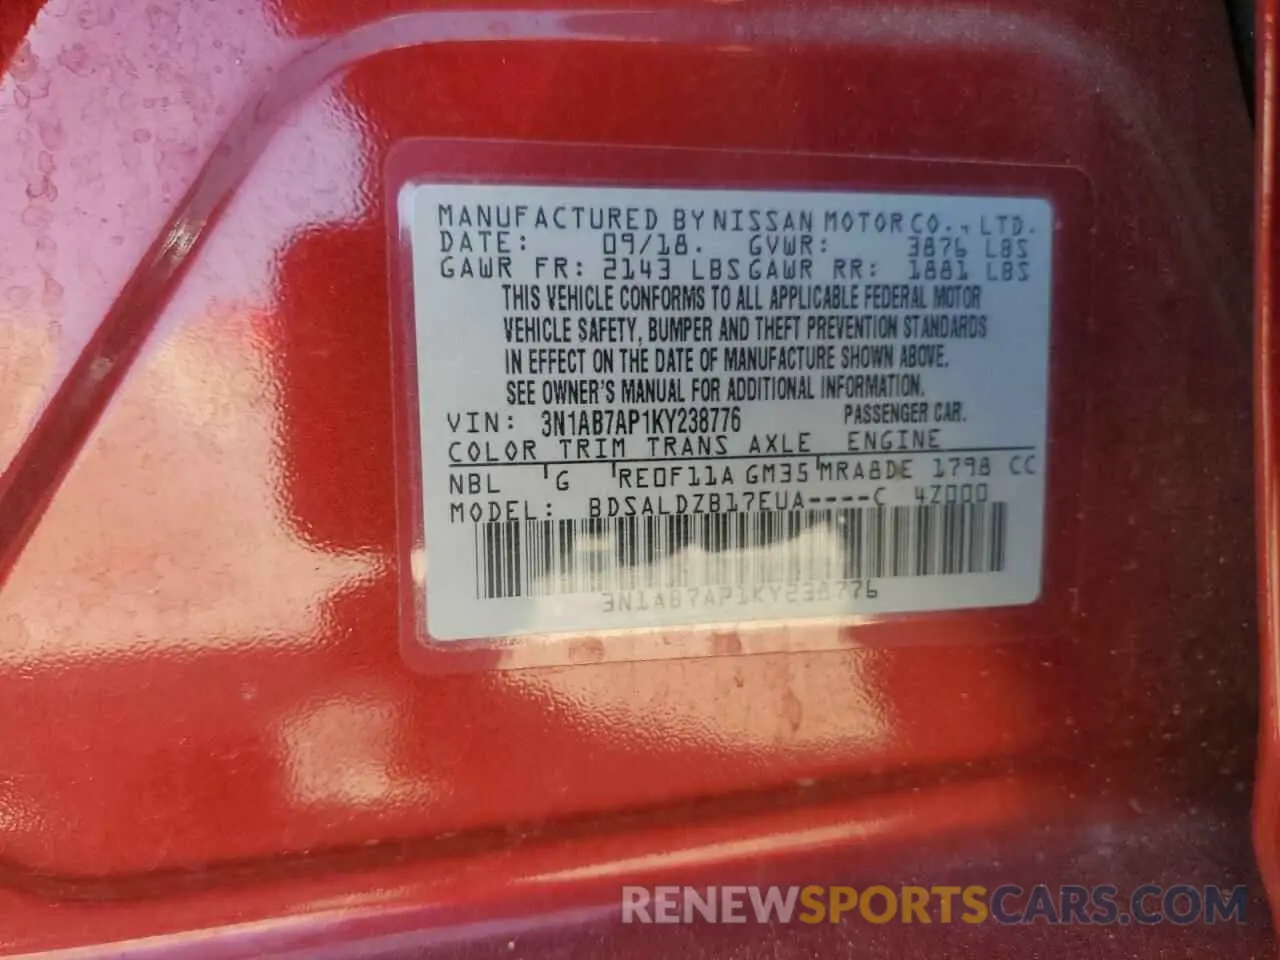 MANUFACTURED BY NISSAN MOTOR CO., LTD.
DATE: 09/18. GVWR: 3876 LBS
GAWR FR: 2143 LBS GAWR RR: 1881 LBS
THIS VEHICLE CONFORMS TO ALL APPLICABLE FEDERAL MOTOR
VEHICLE SAFETY, BUMPER AND THEFT PREVENTION STANDARDS
IN EFFECT ON THE DATE OF MANUFACTURE SHOWN ABOVE.
SEE OWNER'S MANUAL FOR ADDITIONAL INFORMATION.
VIN: 3N1AB7AP1KY238776 PASSENGER CAR.
COLOR TRIM TRANS AXLE ENGINE
NBL G RE0F11A GM35 MRA8DE 1798 CC
MODEL: BDSALDZB17EUA----C 4Z000
3N1AB7AP1KY238776
RENEWSPORTSCARS.COM